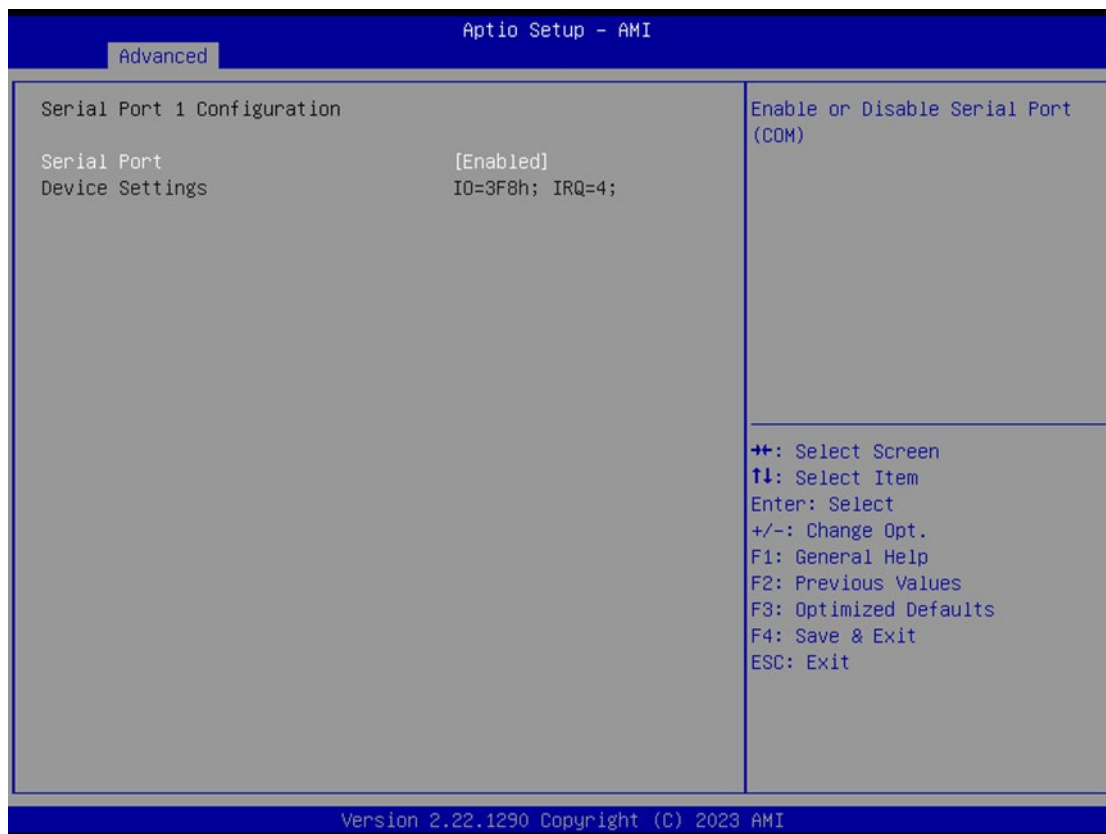 Aptio Setup – AMI
Advanced
Serial Port 1 Configuration
Serial Port [Enabled]
Device Settings IO=3F8h; IRQ=4;
Enable or Disable Serial Port
(COM)
→←: Select Screen
↑↓: Select Item
Enter: Select
+/-: Change Opt.
F1: General Help
F2: Previous Values
F3: Optimized Defaults
F4: Save & Exit
ESC: Exit
Version 2.22.1290 Copyright (C) 2023 AMI